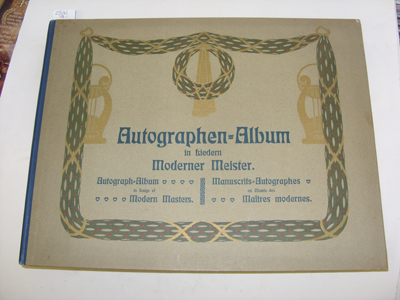 Autographen-Album
in Liedern
Moderner Meister.
Autograph-Album
in Songs of
Modern Masters.
Manuscrits-Autographes
en Chants des
Maîtres modernes.